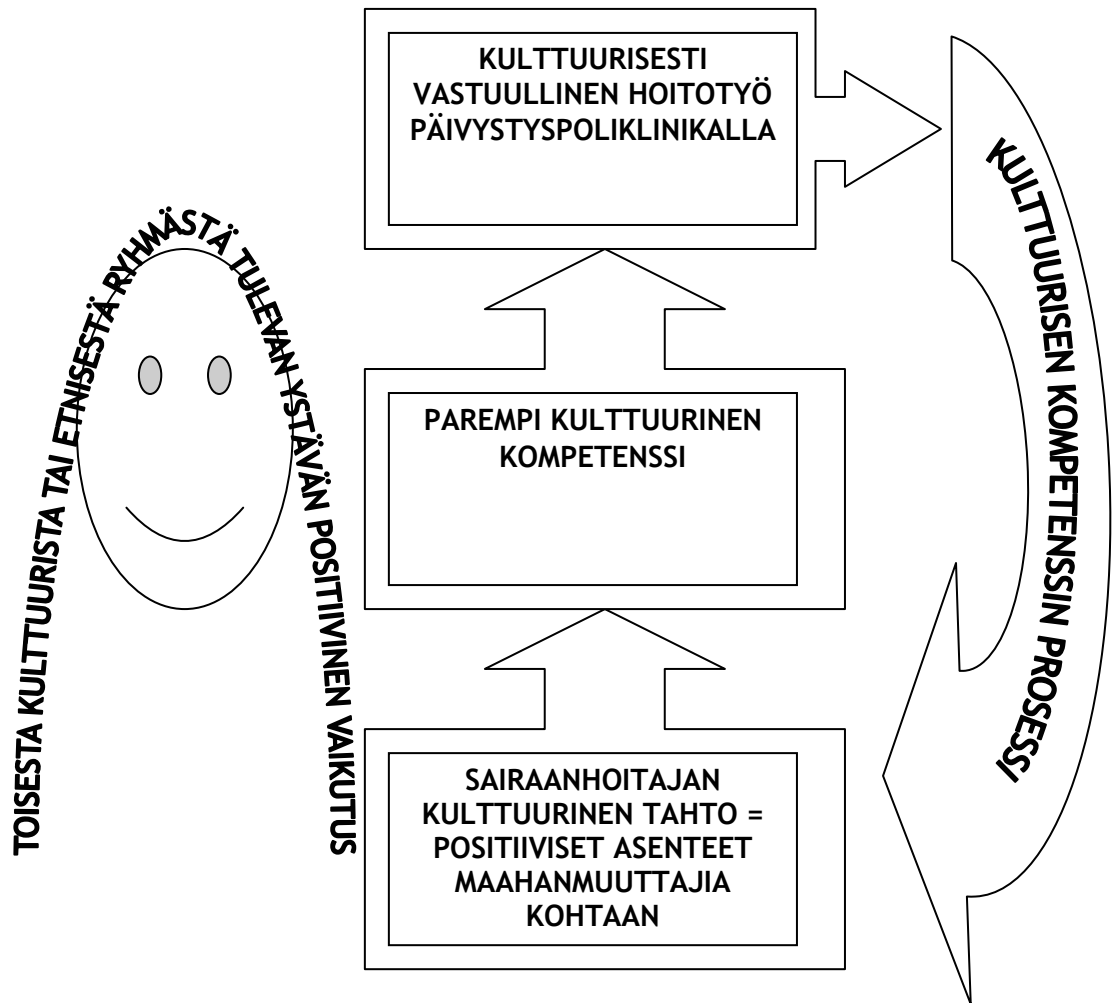 KULTTUURISESTI
VASTUULLINEN HOITOTYÖ
PÄIVYSTYSPOLIKLINIKALLA
KULTTUURISEN KOMPETENSSIN PROSESSI
TOISESTA KULTTUURISTA TAI ETNISESTÄ RYHMÄSTÄ TULEVAN YSTÄVÄN POSITIIVINEN VAIKUTUS
PAREMPI KULTTUURINEN
KOMPETENSSI
SAIRAANHOITAJAN
KULTTUURINEN TAHTO =
POSITIIVISET ASENTEET
MAAHANMUUTTAJIA
KOHTAAN